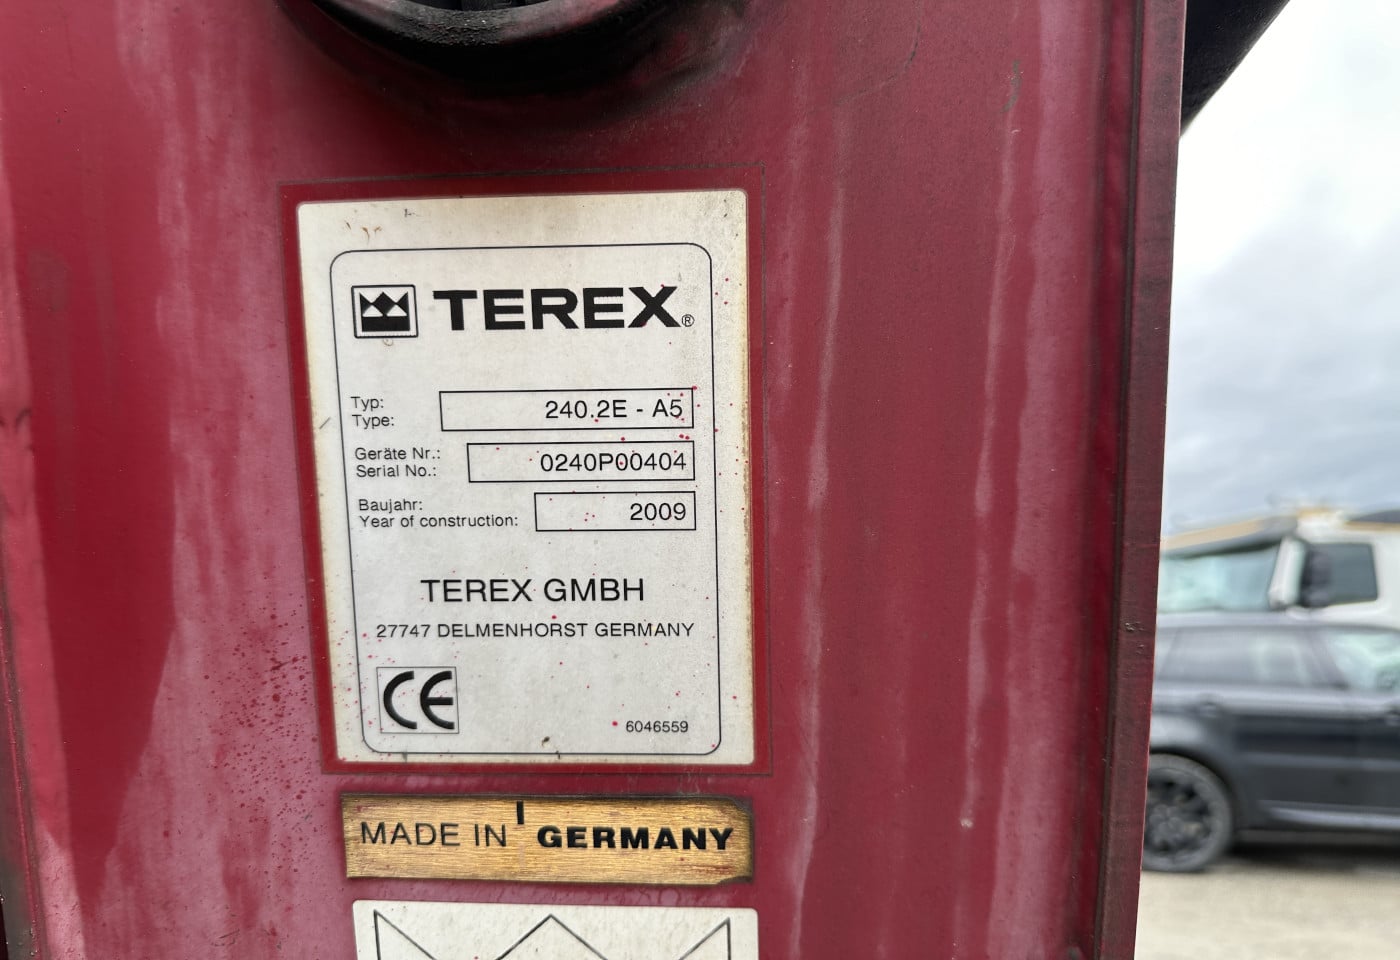 TEREX®
Typ:
Type:
240.2E - A5
Geräte Nr.:
Serial No.:
0240P00404
Baujahr:
Year of construction:
2009
TEREX GMBH
27747 DELMENHORST GERMANY
CE
6046559
MADE IN GERMANY